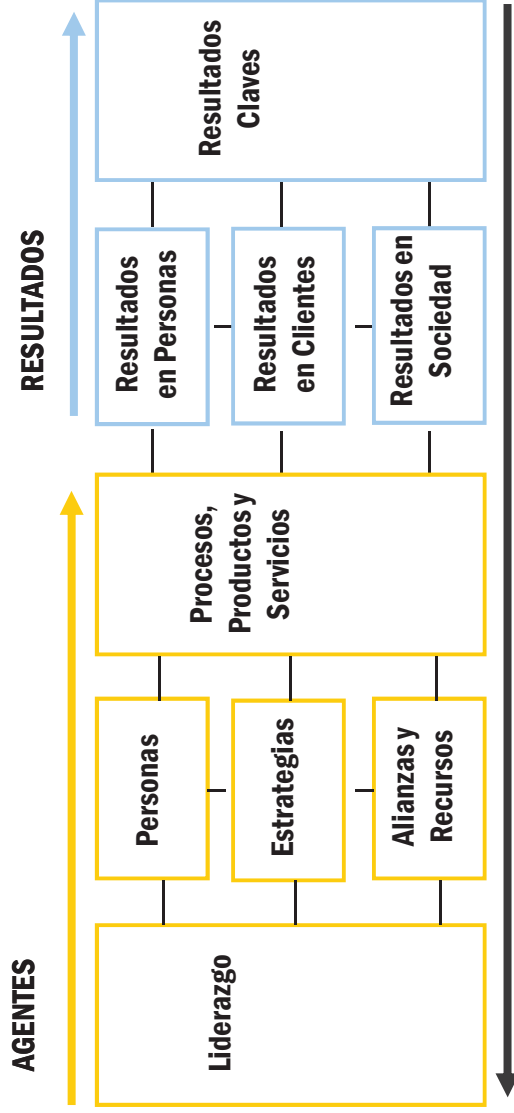 AGENTES
RESULTADOS
Liderazgo
Personas
Estrategias
Alianzas y
Recursos
Procesos,
Productos y
Servicios
Resultados
en Personas
Resultados
en Clientes
Resultados en
Sociedad
Resultados
Claves